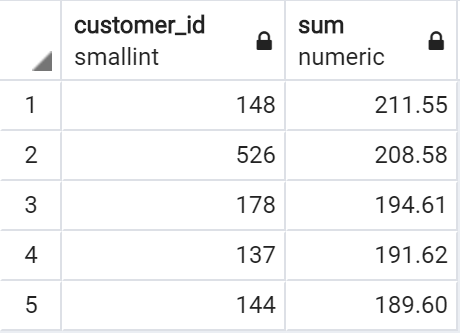 customer_id sum
smallint numeric
1 148 211.55
2 526 208.58
3 178 194.61
4 137 191.62
5 144 189.60